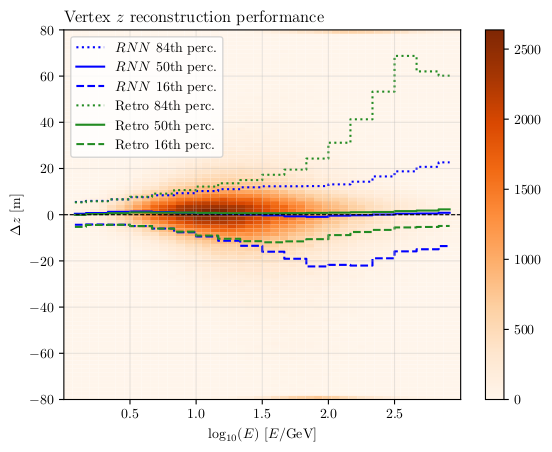 Vertex z reconstruction performance
RNN 84th perc.
RNN 50th perc.
RNN 16th perc.
Retro 84th perc.
Retro 50th perc.
Retro 16th perc.
80
60
40
20
0
−20
−40
−60
−80
Δz [m]
0.5 1.0 1.5 2.0 2.5
log10(E) [E/GeV]
2500
2000
1500
1000
500
0